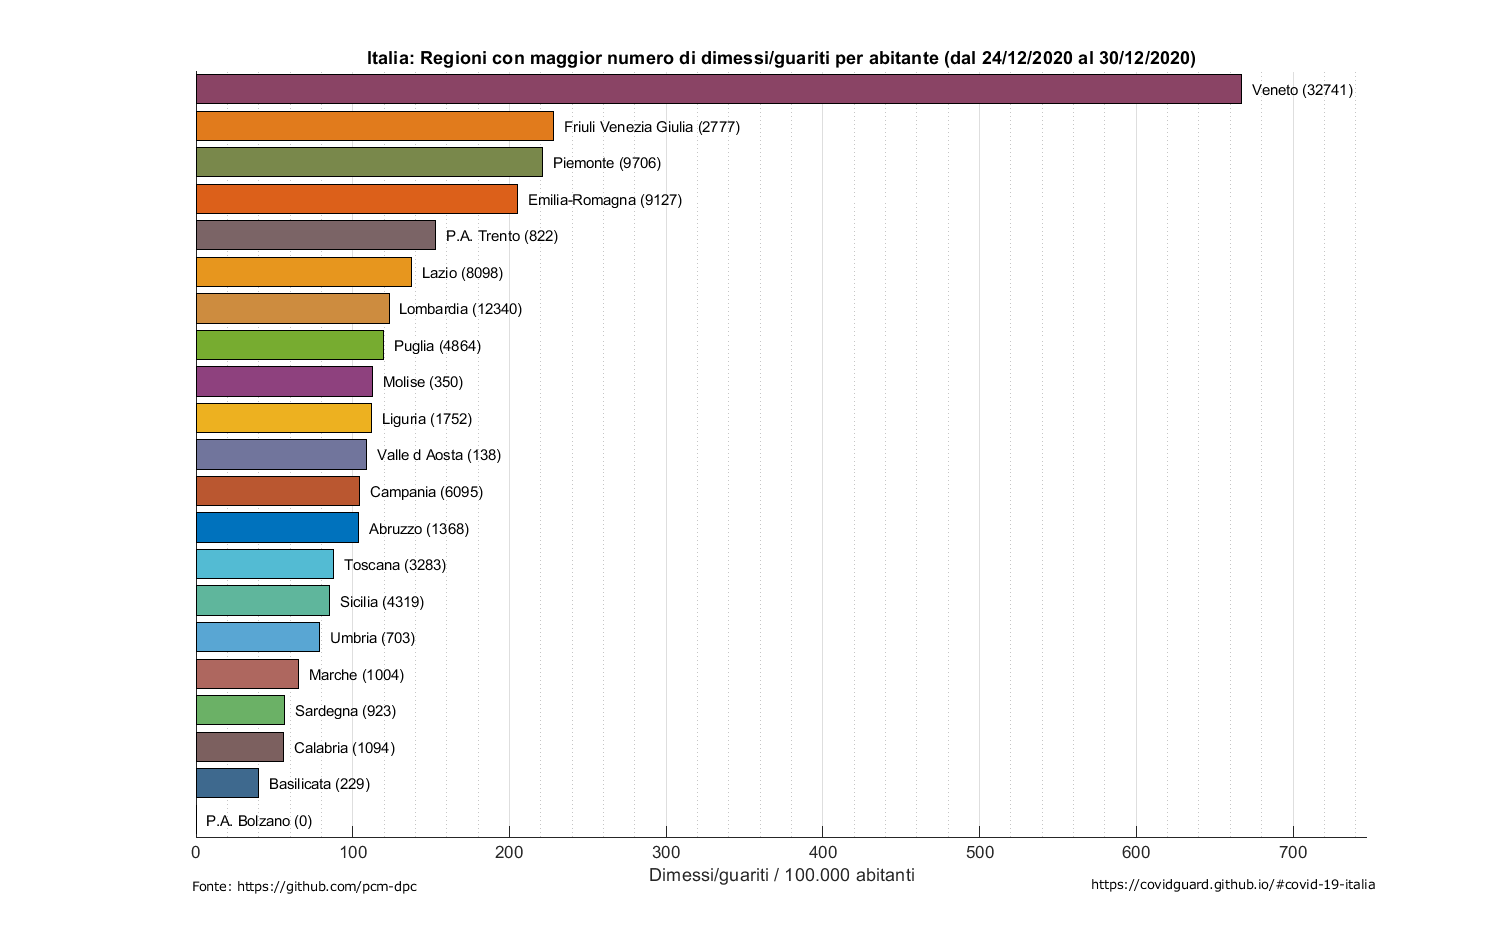 Italia: Regioni con maggior numero di dimessi/guariti per abitante (dal 24/12/2020 al 30/12/2020)
Veneto (32741)
Friuli Venezia Giulia (2777)
Piemonte (9706)
Emilia-Romagna (9127)
P.A. Trento (822)
Lazio (8098)
Lombardia (12340)
Puglia (4864)
Molise (350)
Liguria (1752)
Valle d Aosta (138)
Campania (6095)
Abruzzo (1368)
Toscana (3283)
Sicilia (4319)
Umbria (703)
Marche (1004)
Sardegna (923)
Calabria (1094)
Basilicata (229)
P.A. Bolzano (0)
0 100 200 300 400 500 600 700
Dimessi/guariti / 100.000 abitanti
Fonte: https://github.com/pcm-dpc
https://covidguard.github.io/#covid-19-italia